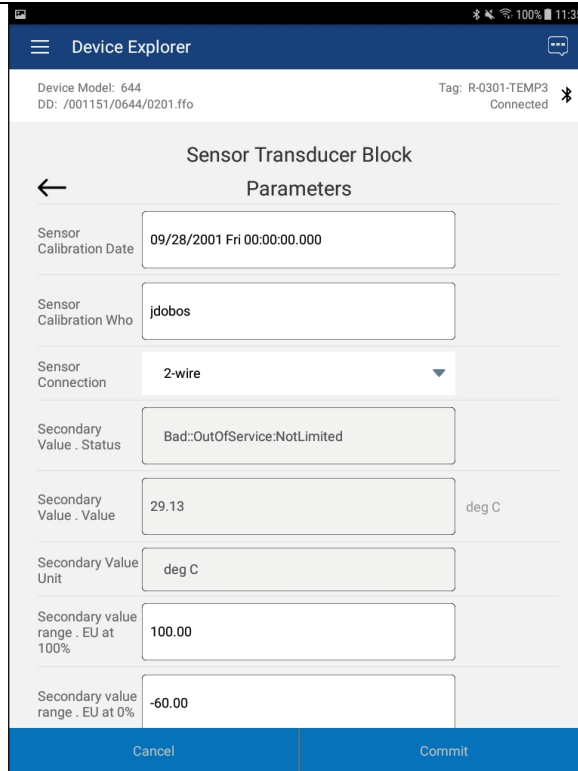 100% 11:35
Device Explorer
Device Model: 644
Tag: R-0301-TEMP3
DD: /001151/0644/0201.ffo
Connected
Sensor Transducer Block
Parameters
Sensor
Calibration Date
09/28/2001 Fri 00:00:00.000
Sensor
Calibration Who
jdobos
Sensor
Connection
2-wire
Secondary
Value . Status
Bad::OutOfService:NotLimited
Secondary
Value . Value
29.13
deg C
Secondary Value
Unit
deg C
Secondary value
range . EU at
100%
100.00
Secondary value
range . EU at 0%
-60.00
Cancel
Commit